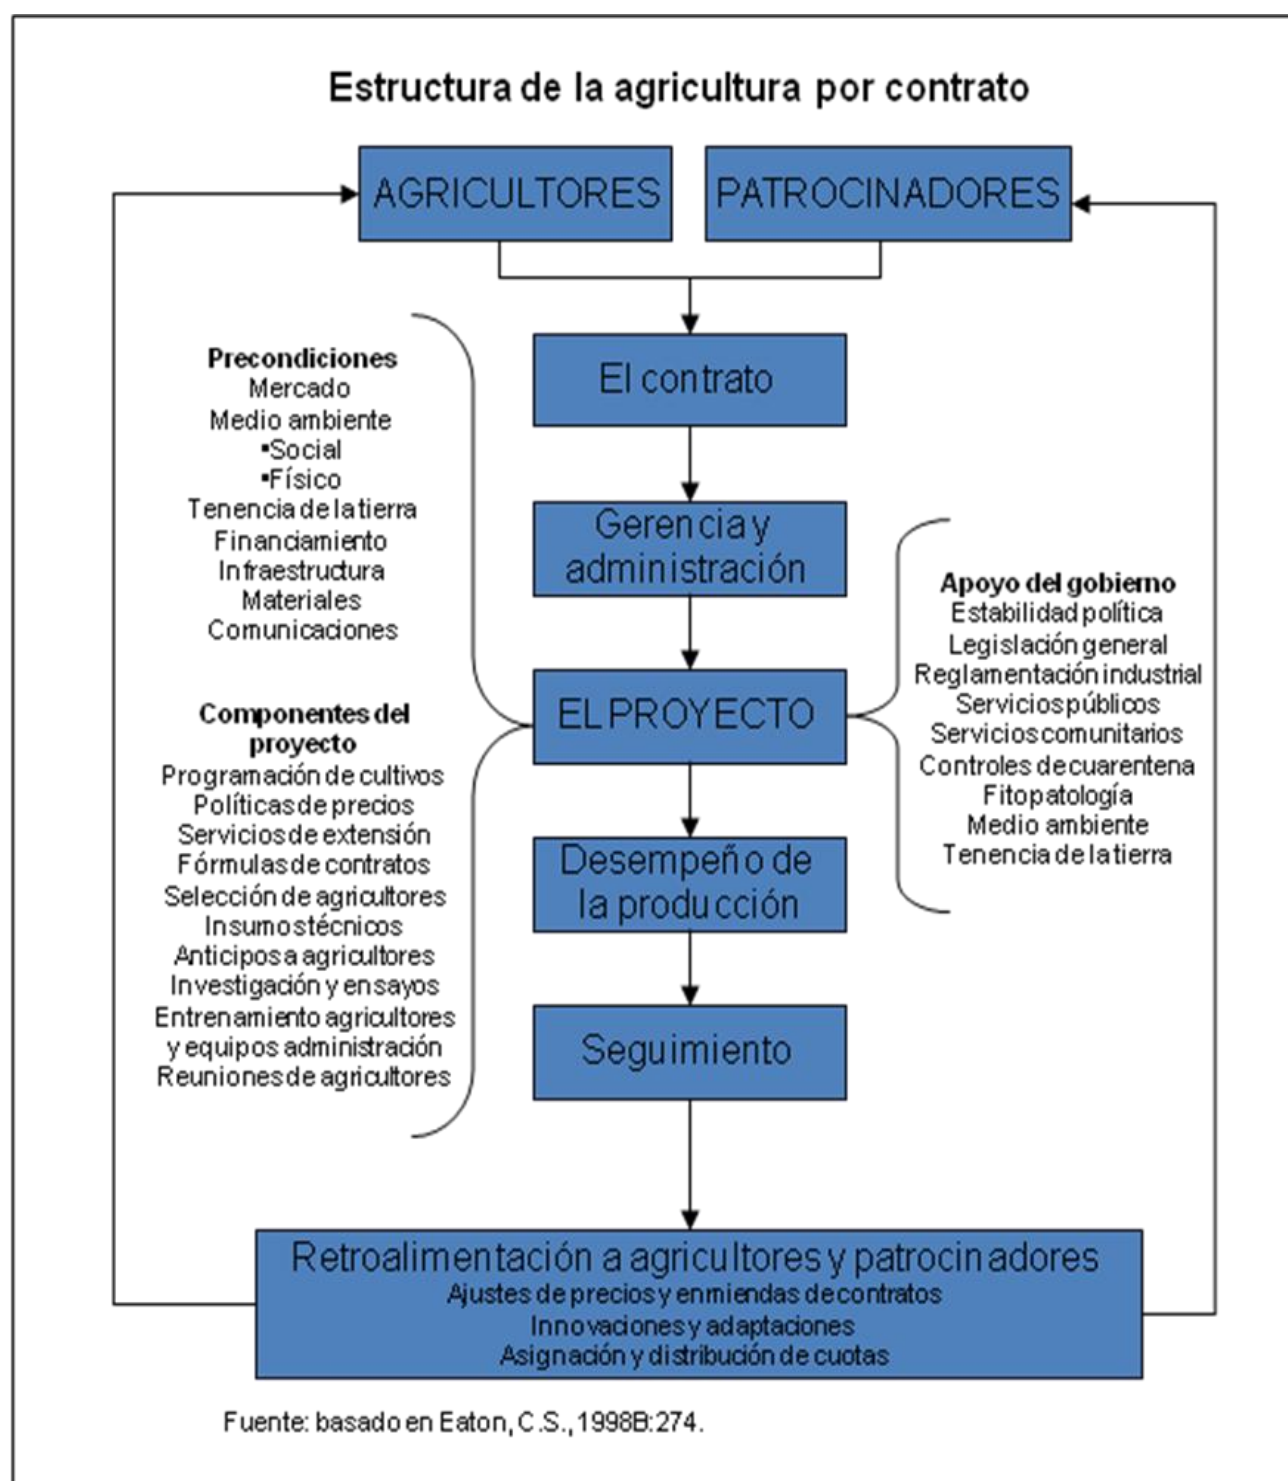 Estructura de la agricultura por contrato
AGRICULTORES
PATROCINADORES
El contrato
Gerencia y
administración
EL PROYECTO
Desempeño de
la producción
Seguimiento
Precondiciones
Mercado
Medio ambiente
▪Social
▪Físico
Tenencia de la tierra
Financiamiento
Infraestructura
Materiales
Comunicaciones
Componentes del
proyecto
Programación de cultivos
Políticas de precios
Servicios de extensión
Fórmulas de contratos
Selección de agricultores
Insumos técnicos
Anticipos a agricultores
Investigación y ensayos
Entrenamiento agricultores
y equipos administración
Reuniones de agricultores
Apoyo del gobierno
Estabilidad política
Legislación general
Reglamentación industrial
Servicios públicos
Servicios comunitarios
Controles de cuarentena
Fitopatología
Medio ambiente
Tenencia de la tierra
Retroalimentación a agricultores y patrocinadores
Ajustes de precios y enmiendas de contratos
Innovaciones y adaptaciones
Asignación y distribución de cuotas
Fuente: basado en Eaton, C.S., 1998B:274.